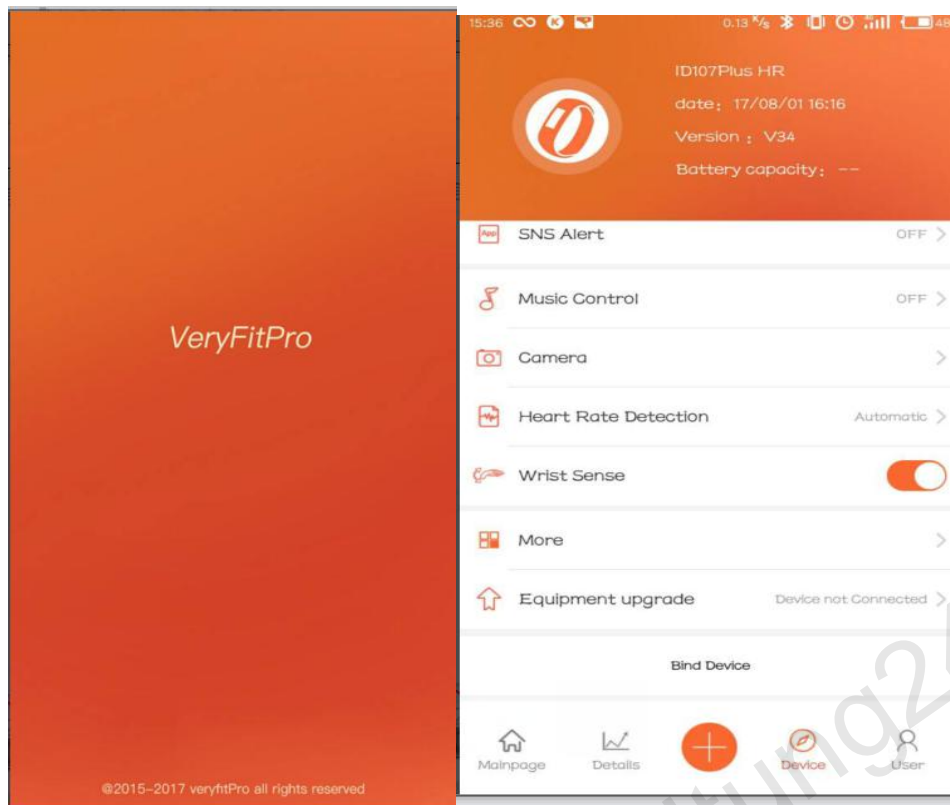 VeryFitPro
@2015-2017 veryfitPro all rights reserved
15:36
0.13 K/s
48
ID107Plus HR
date: 17/08/01 16:16
Version : V34
Battery capacity: --
App
SNS Alert OFF
Music Control OFF
Camera
Heart Rate Detection Automatic
Wrist Sense
More
Equipment upgrade Device not Connected
Bind Device
Mainpage Details Device User